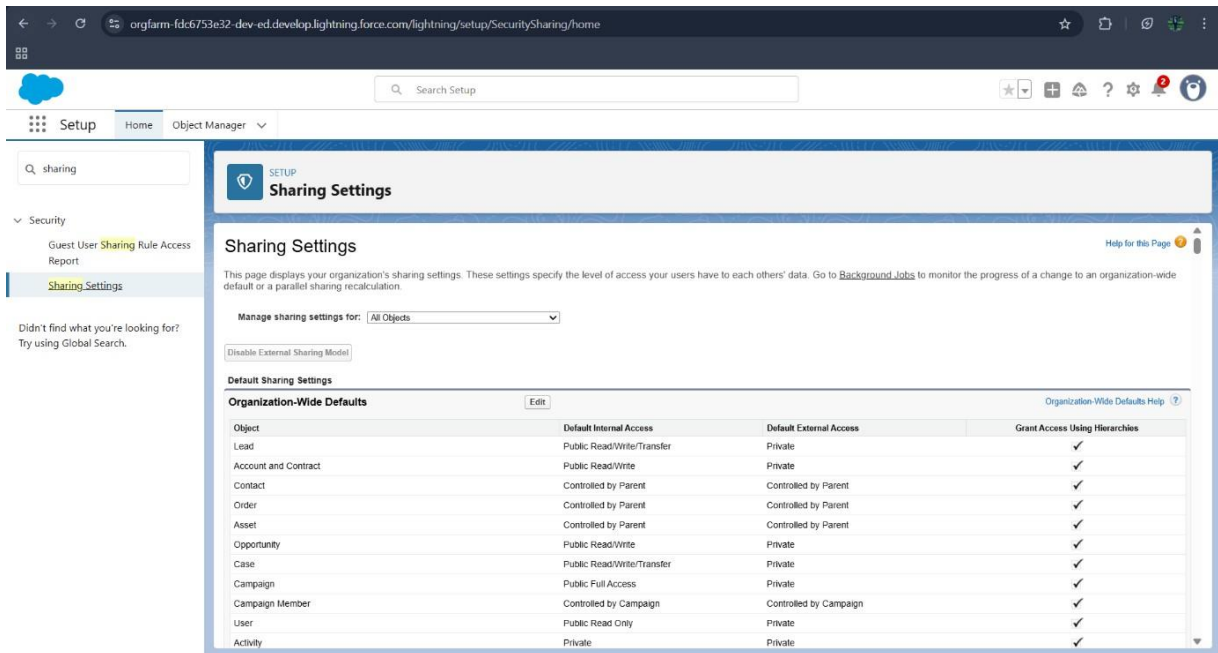 orgfarm-fdc6753e32-dev-ed.develop.lightning.force.com/lightning/setup/SecuritySharing/home
Search Setup
2
Setup Home Object Manager
sharing
Security
Guest User Sharing Rule Access
Report
Sharing Settings
Didn't find what you're looking for?
Try using Global Search.
SETUP
Sharing Settings
Sharing Settings
Help for this Page ?
This page displays your organization's sharing settings. These settings specify the level of access your users have to each others' data. Go to Background Jobs to monitor the progress of a change to an organization-wide
default or a parallel sharing recalculation.
Manage sharing settings for: All Objects
Disable External Sharing Model
Default Sharing Settings
Organization-Wide Defaults Edit Organization-Wide Defaults Help ?
Object Default Internal Access Default External Access Grant Access Using Hierarchies
Lead Public Read/Write/Transfer Private ✓
Account and Contract Public Read/Write Private ✓
Contact Controlled by Parent Controlled by Parent ✓
Order Controlled by Parent Controlled by Parent ✓
Asset Controlled by Parent Controlled by Parent ✓
Opportunity Public Read/Write Private ✓
Case Public Read/Write/Transfer Private ✓
Campaign Public Full Access Private ✓
Campaign Member Controlled by Campaign Controlled by Campaign ✓
User Public Read Only Private ✓
Activity Private Private ✓